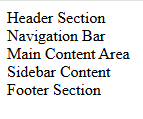 Header Section
Navigation Bar
Main Content Area
Sidebar Content
Footer Section